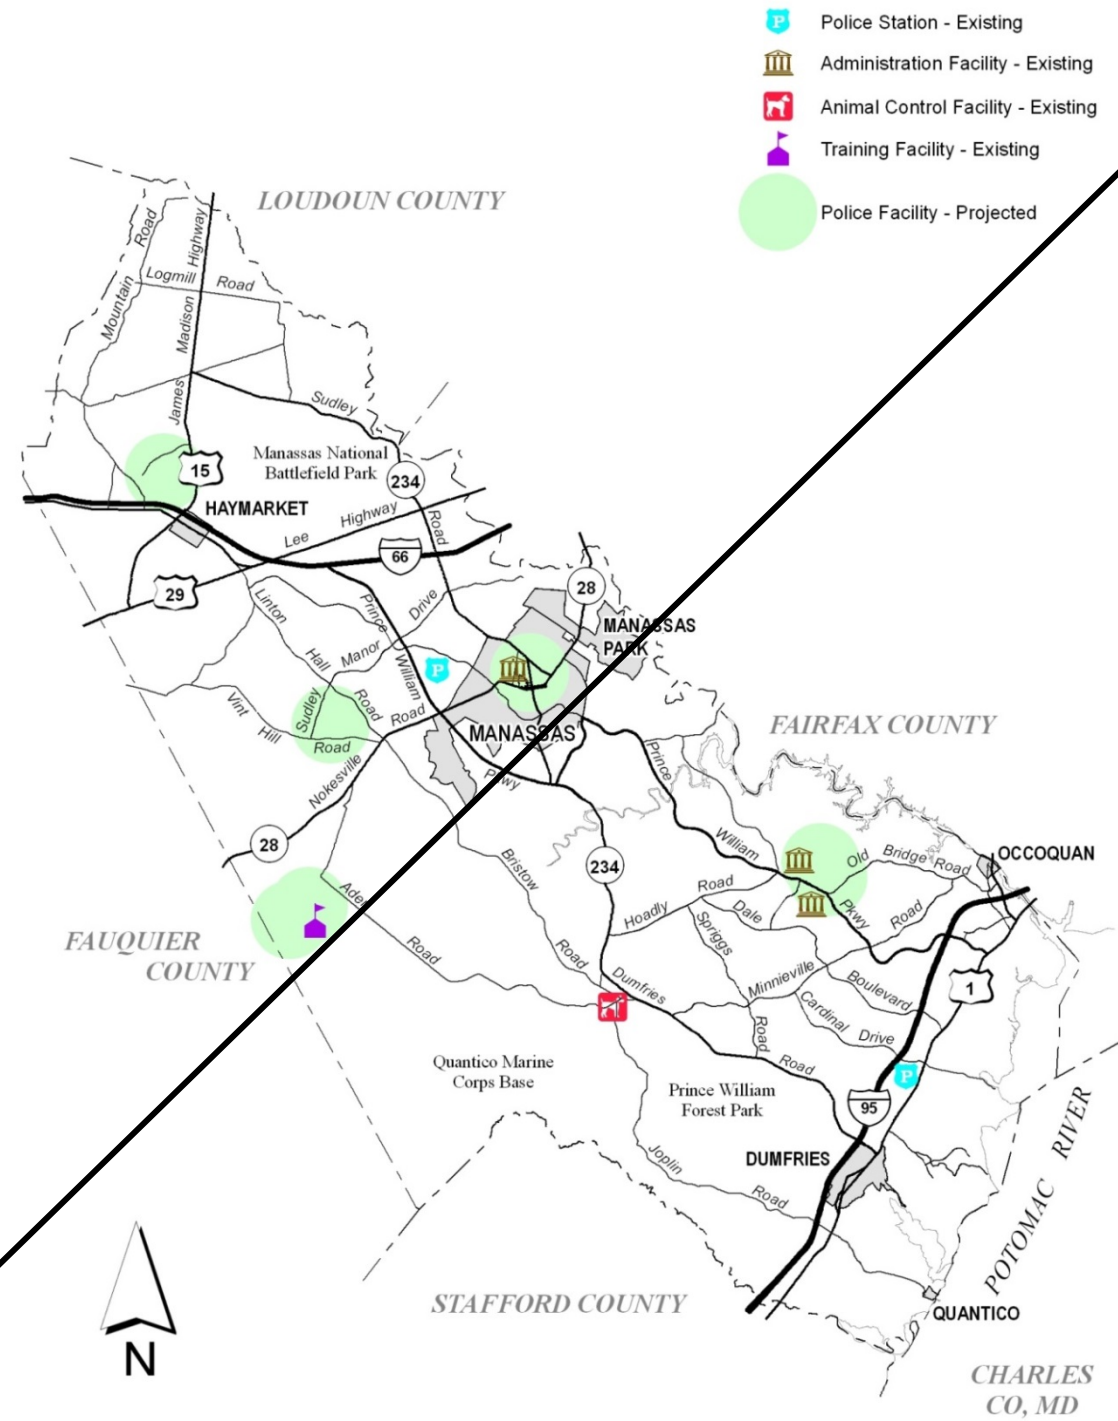 P
Police Station - Existing
Administration Facility - Existing
Animal Control Facility - Existing
Training Facility - Existing
Police Facility - Projected
LOUDOUN COUNTY
Mountain Road
James Madison Highway
Logmill Road
Sudley Road
Manassas National
Battlefield Park
15
234
HAYMARKET
Lee Highway
66
29
28
Linton Hall Road
Prince William Pkwy
Manor Drive
Sudley
P
MANASSAS
PARK
Vint Hill Road
Nokesville Road
MANASSAS
FAIRFAX COUNTY
Prince William Pkwy
28
234
Bristow Road
Old Bridge Road
OCCOQUAN
Hoadly Road
Dale Boulevard
Spriggs Road
Minnieville Road
Cardinal Drive
Aden Road
FAUQUIER
COUNTY
Dumfries Road
1
Quantico Marine
Corps Base
Prince William
Forest Park
P
95
DUMFRIES
Joplin Road
POTOMAC RIVER
STAFFORD COUNTY
QUANTICO
N
CHARLES
CO, MD